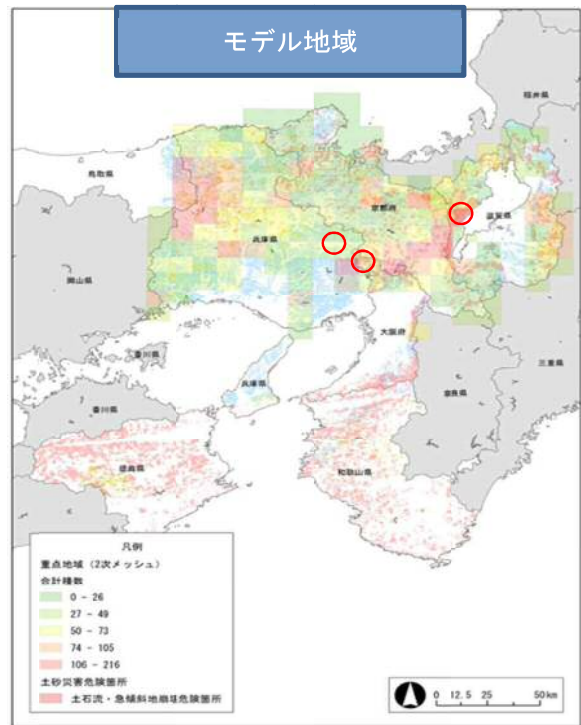 モデル地域
福井県
鳥取県
京都府
滋賀県
兵庫県
岡山県
大阪府
三重県
香川県
兵庫県
奈良県
香川県
徳島県
和歌山県
凡例
重点地域（2次メッシュ）
合計種数
0 - 26
27 - 49
50 - 73
74 - 105
106 - 216
土砂災害危険箇所
土石流・急傾斜地崩壊危険箇所
0 12.5 25 50 km